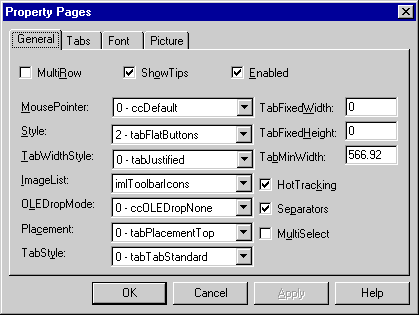 Property Pages
General Tabs Font Picture
MultiRow ShowTips Enabled
MousePointer: 0 - ccDefault TabFixedWidth: 0
Style: 2 - tabFlatButtons TabFixedHeight: 0
TabWidthStyle: 0 - tabJustified TabMinWidth: 566.92
ImageList: imlToolbarIcons HotTracking
OLEDropMode: 0 - ccOLEDropNone Separators
Placement: 0 - tabPlacementTop MultiSelect
TabStyle: 0 - tabTabStandard
OK Cancel Apply Help